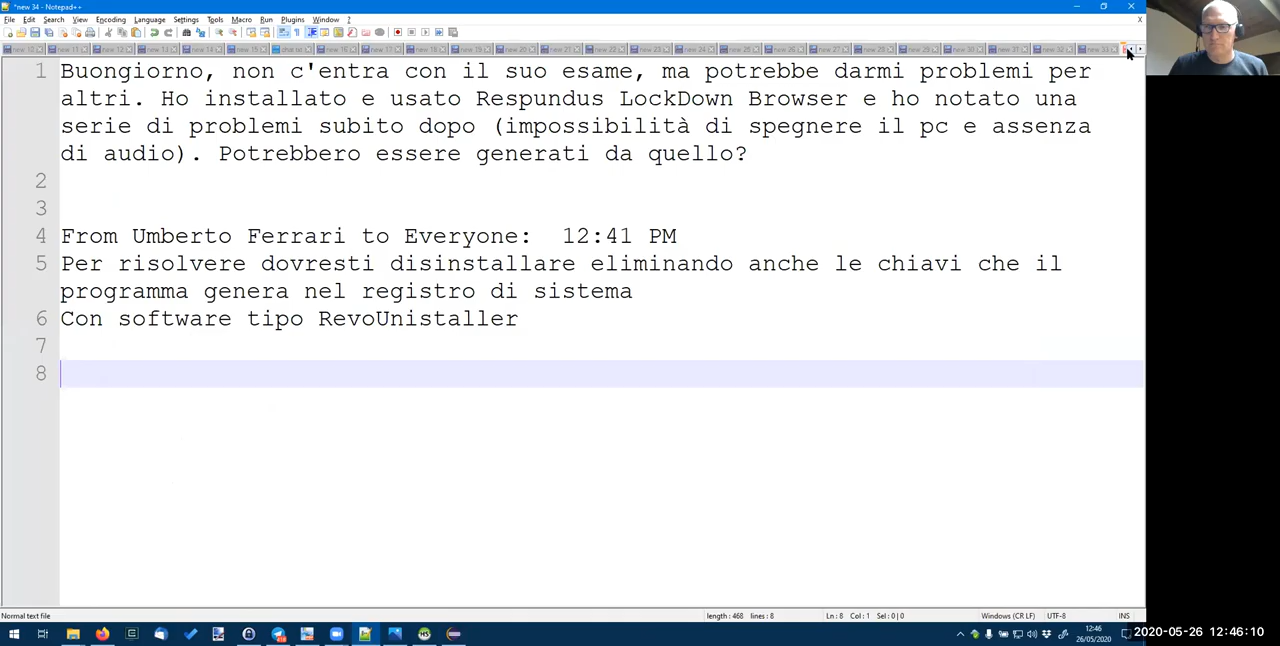 *new 34 - Notepad++
File Edit Search View Encoding Language Settings Tools Macro Run Plugins Window ?
1 Buongiorno, non c'entra con il suo esame, ma potrebbe darmi problemi per
altri. Ho installato e usato Respundus LockDown Browser e ho notato una
serie di problemi subito dopo (impossibilità di spegnere il pc e assenza
di audio). Potrebbero essere generati da quello?
2
3
4 From Umberto Ferrari to Everyone:  12:41 PM
5 Per risolvere dovresti disinstallare eliminando anche le chiavi che il
programma genera nel registro di sistema
6 Con software tipo RevoUnistaller
7
8
Normal text file length : 468 lines : 8 Ln : 8 Col : 1 Sel : 0 | 0 Windows (CR LF) UTF-8 INS
12:46
26/05/2020
2020-05-26 12:46:10